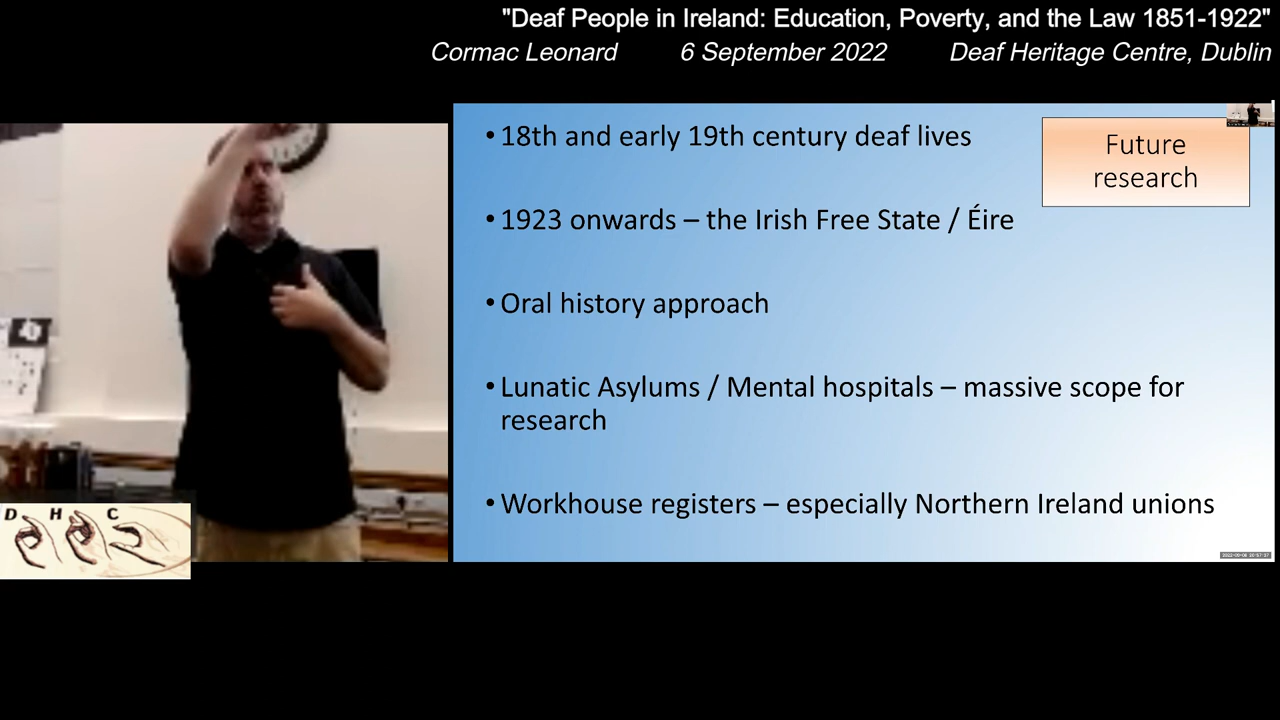 "Deaf People in Ireland: Education, Poverty, and the Law 1851-1922"
Cormac Leonard 6 September 2022 Deaf Heritage Centre, Dublin
•18th and early 19th century deaf lives
Future
research
•1923 onwards – the Irish Free State / Éire
•Oral history approach
•Lunatic Asylums / Mental hospitals – massive scope for
research
•Workhouse registers – especially Northern Ireland unions
D H C